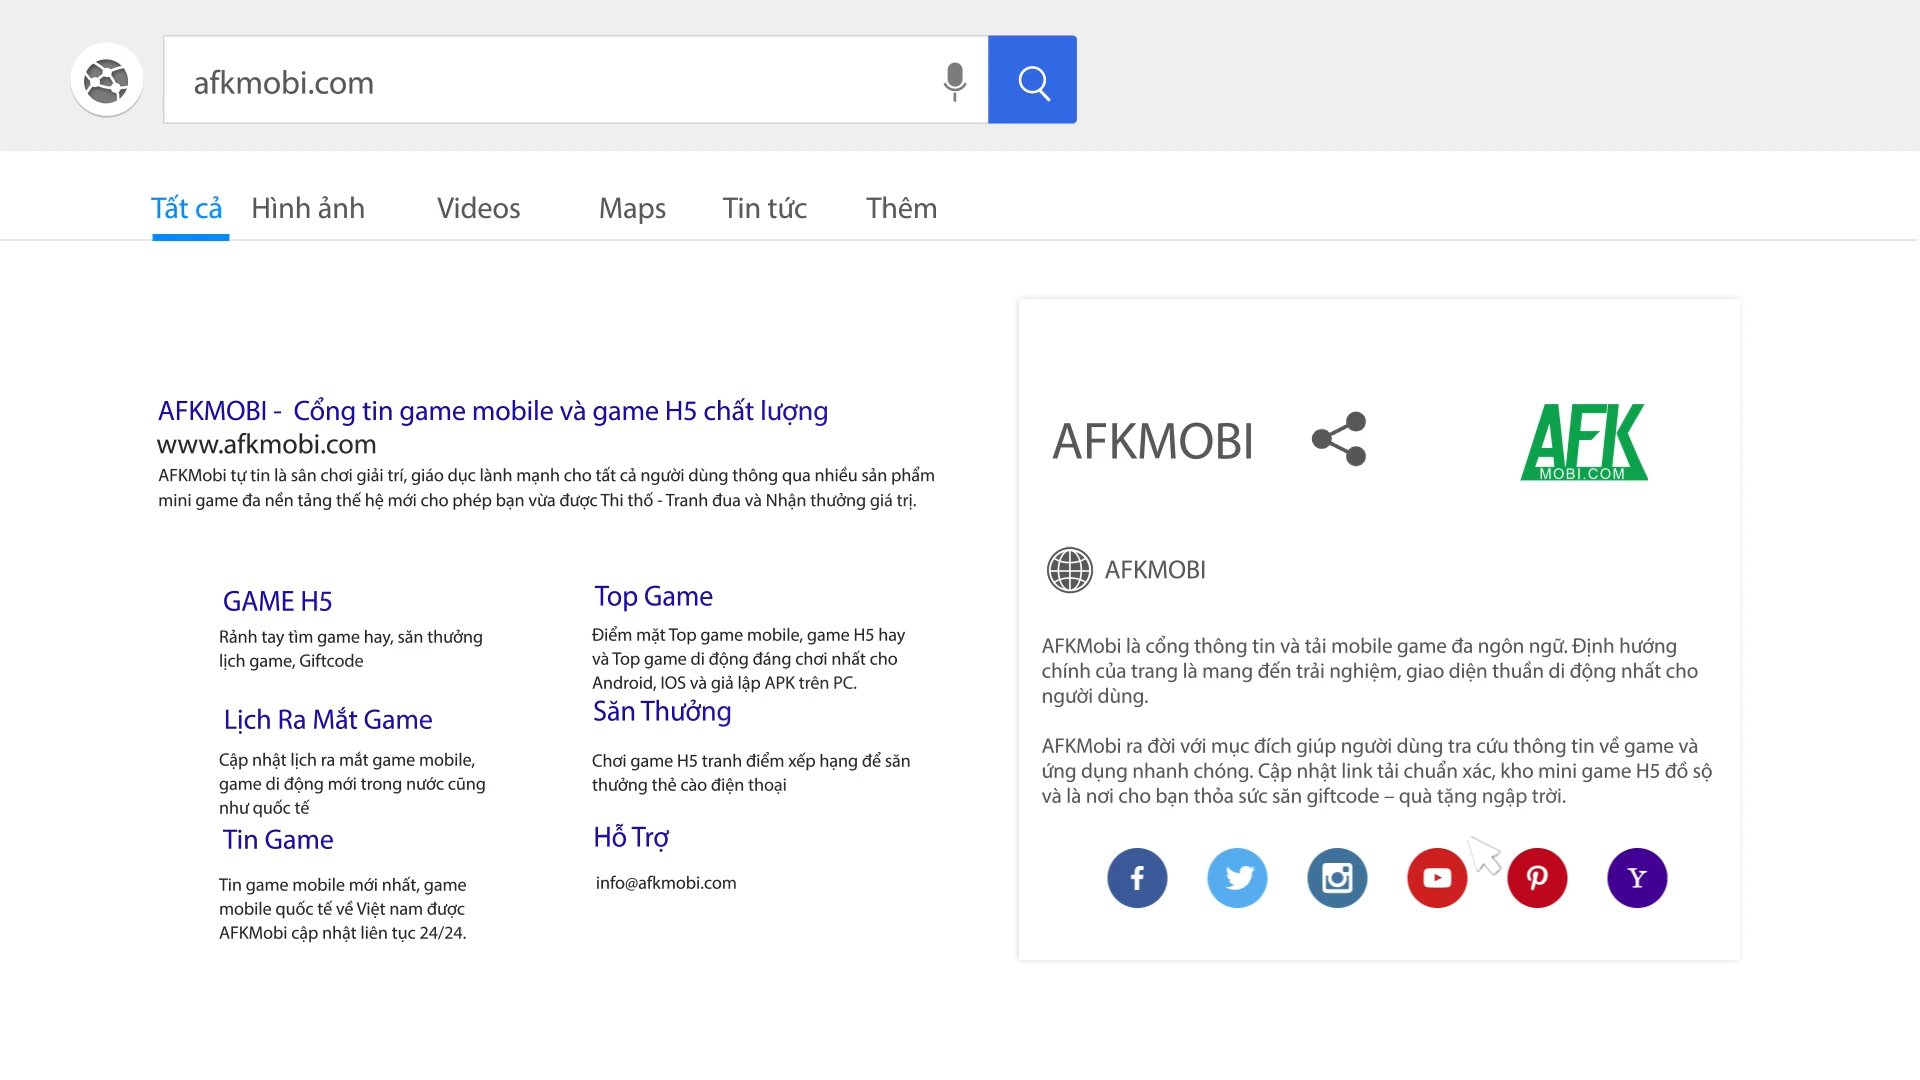 afkmobi.com
Tất cả Hình ảnh Videos Maps Tin tức Thêm
AFKMOBI - Cổng tin game mobile và game H5 chất lượng
www.afkmobi.com
AFKMobi tự tin là sân chơi giải trí, giáo dục lành mạnh cho tất cả người dùng thông qua nhiều sản phẩm
mini game đa nền tảng thế hệ mới cho phép bạn vừa được Thi thố - Tranh đua và Nhận thưởng giá trị.
GAME H5
Rảnh tay tìm game hay, săn thưởng
lịch game, Giftcode
Lịch Ra Mắt Game
Cập nhật lịch ra mắt game mobile,
game di động mới trong nước cũng
như quốc tế
Tin Game
Tin game mobile mới nhất, game
mobile quốc tế về Việt nam được
AFKMobi cập nhật liên tục 24/24.
Top Game
Điểm mặt Top game mobile, game H5 hay
và Top game di động đáng chơi nhất cho
Android, IOS và giả lập APK trên PC.
Săn Thưởng
Chơi game H5 tranh điểm xếp hạng để săn
thưởng thẻ cào điện thoại
Hỗ Trợ
info@afkmobi.com
AFKMOBI
AFK
MOBI.COM
AFKMOBI
AFKMobi là cổng thông tin và tải mobile game đa ngôn ngữ. Định hướng
chính của trang là mang đến trải nghiệm, giao diện thuần di động nhất cho
người dùng.
AFKMobi ra đời với mục đích giúp người dùng tra cứu thông tin về game và
ứng dụng nhanh chóng. Cập nhật link tải chuẩn xác, kho mini game H5 đồ sộ
và là nơi cho bạn thỏa sức săn giftcode – quà tặng ngập trời.